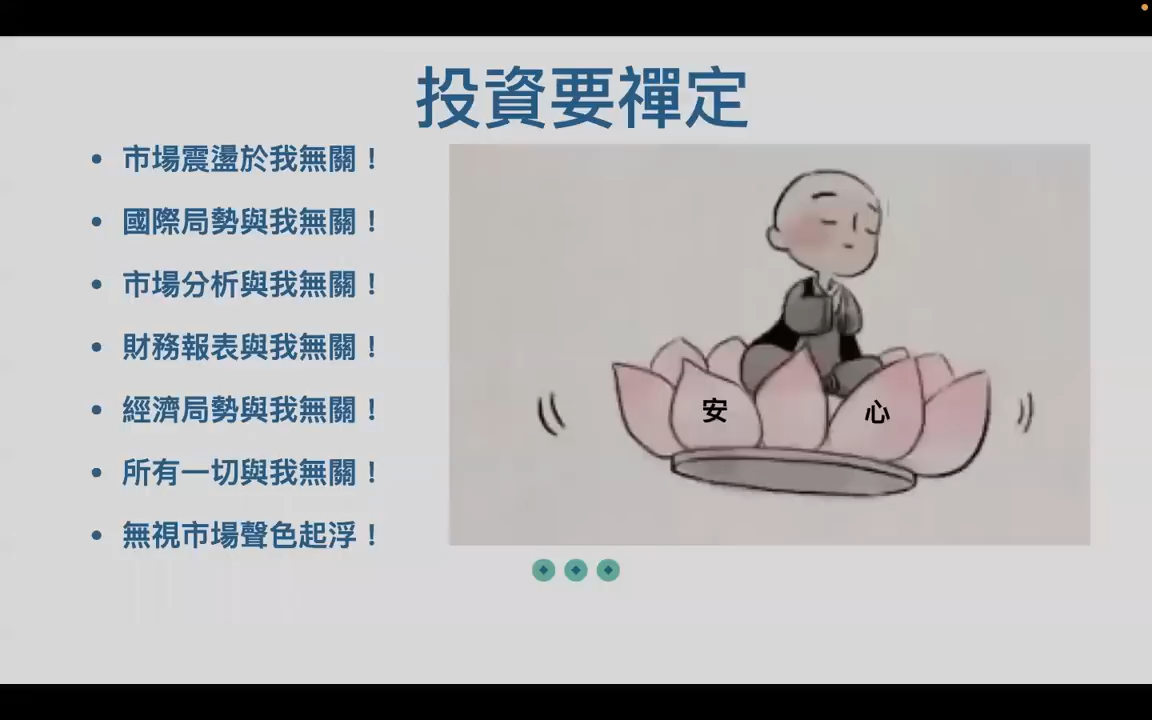 投資要禪定
市場震盪於我無關！
國際局勢與我無關！
市場分析與我無關！
財務報表與我無關！
經濟局勢與我無關！
所有一切與我無關！
無視市場聲色起浮！
安 心